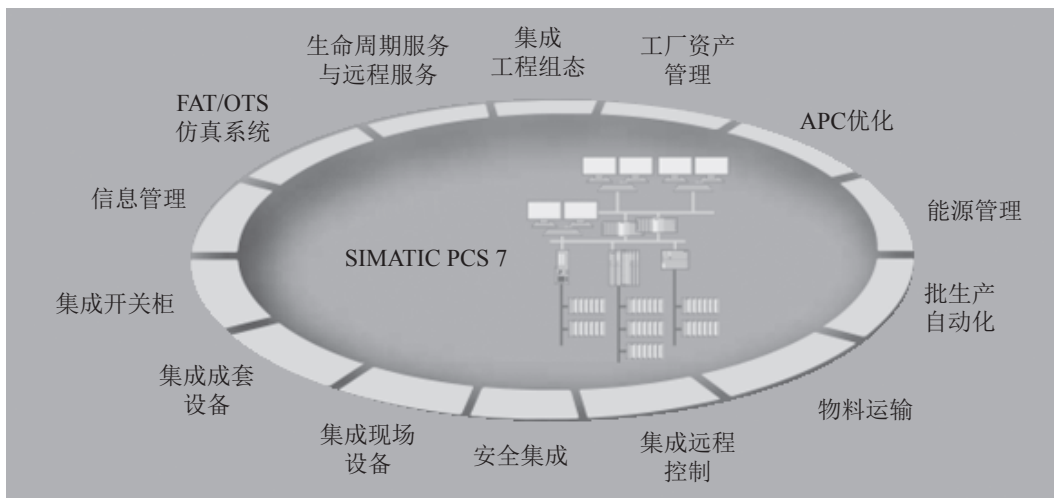 集成
工程组态
工厂资产
管理
APC优化
能源管理
批生产
自动化
物料运输
集成远程
控制
安全集成
集成现场
设备
集成成套
设备
集成开关柜
信息管理
FAT/OTS
仿真系统
生命周期服务
与远程服务
SIMATIC PCS 7